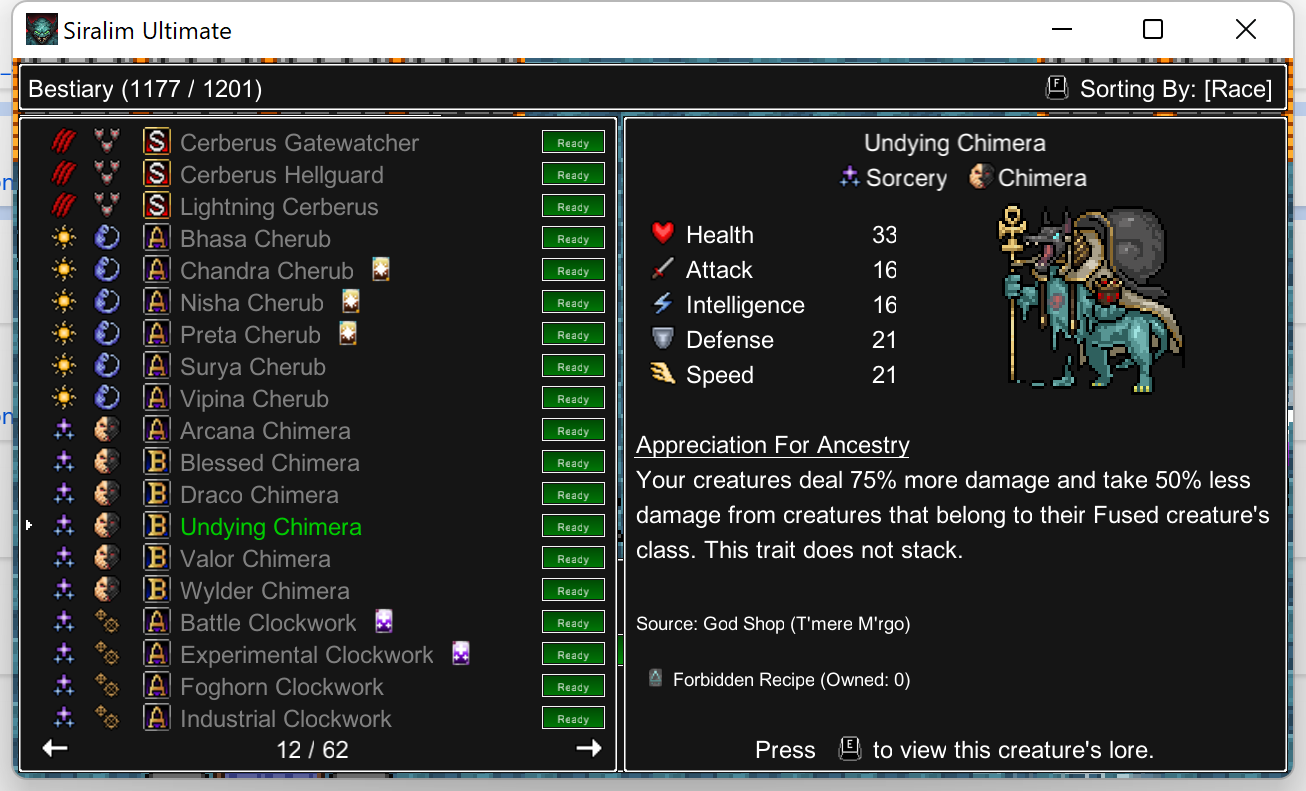 Siralim Ultimate
Bestiary (1177 / 1201)
F Sorting By: [Race]
S Cerberus Gatewatcher Ready
S Cerberus Hellguard Ready
S Lightning Cerberus Ready
A Bhasa Cherub Ready
A Chandra Cherub Ready
A Nisha Cherub Ready
A Preta Cherub Ready
A Surya Cherub Ready
A Vipina Cherub Ready
A Arcana Chimera Ready
B Blessed Chimera Ready
B Draco Chimera Ready
B Undying Chimera Ready
B Valor Chimera Ready
B Wylder Chimera Ready
A Battle Clockwork Ready
A Experimental Clockwork Ready
A Foghorn Clockwork Ready
A Industrial Clockwork Ready
12 / 62
Undying Chimera
Sorcery Chimera
Health 33
Attack 16
Intelligence 16
Defense 21
Speed 21
Appreciation For Ancestry
Your creatures deal 75% more damage and take 50% less
damage from creatures that belong to their Fused creature's
class. This trait does not stack.
Source: God Shop (T'mere M'rgo)
Forbidden Recipe (Owned: 0)
Press E to view this creature's lore.